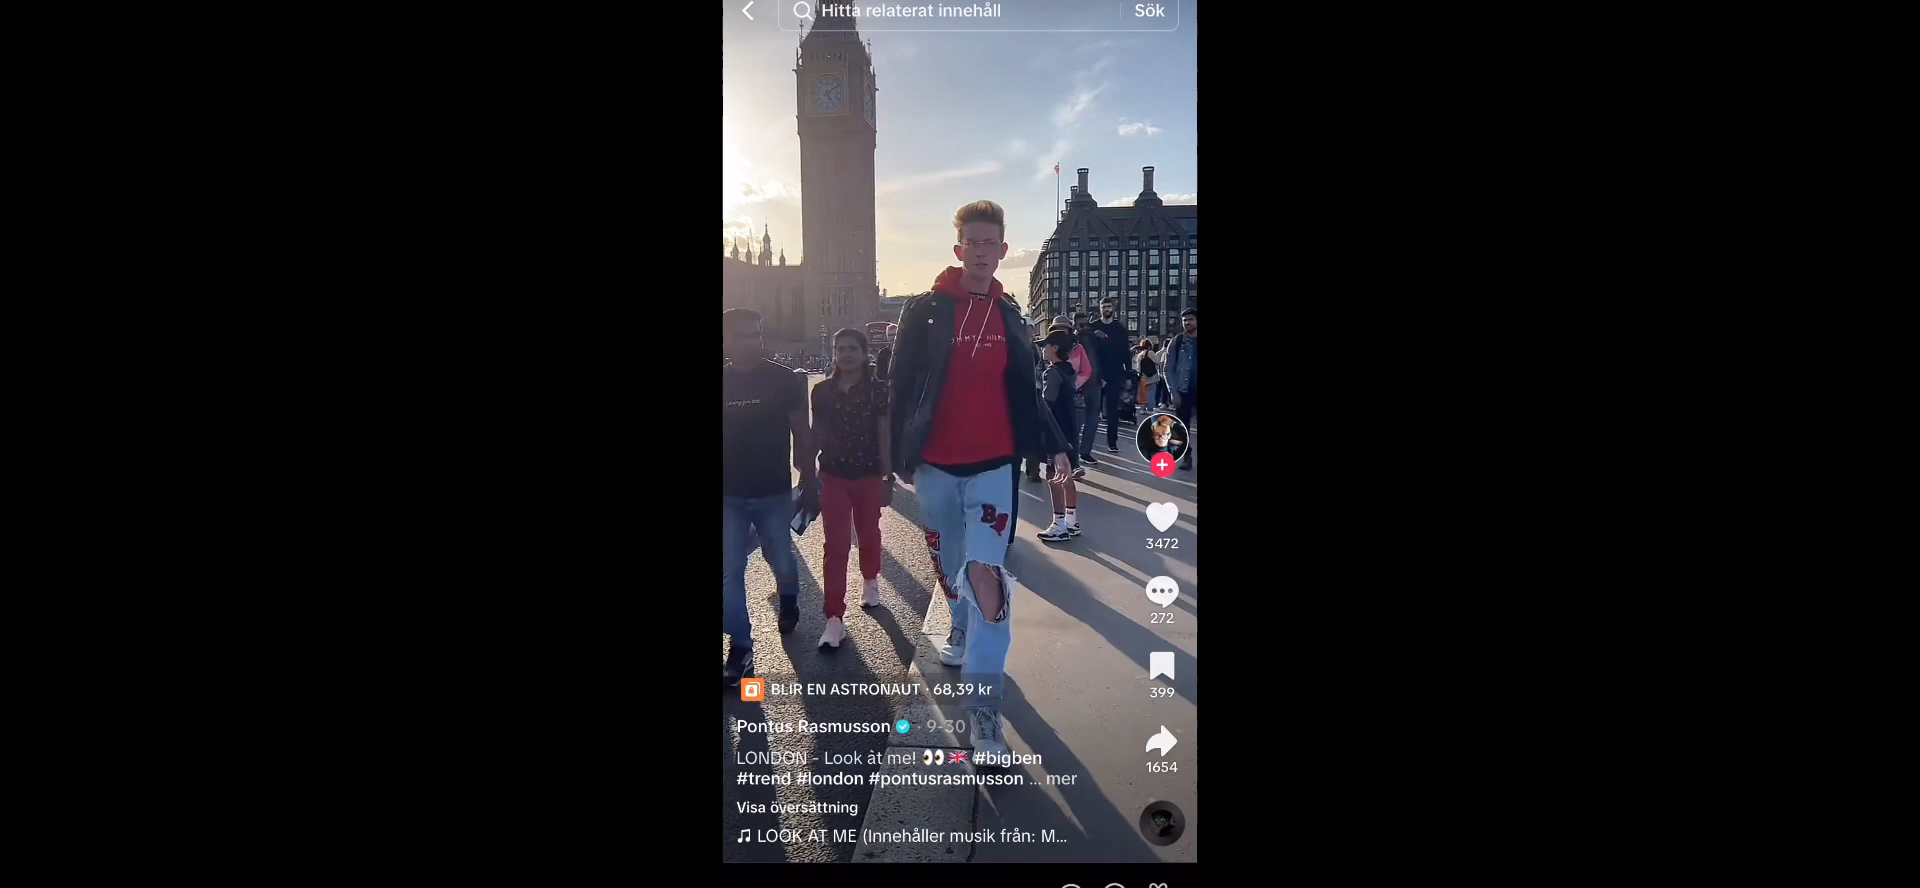 Hitta relaterat innehåll
Sök
3472
272
399
BLIR EN ASTRONAUT · 68,39 kr
Pontus Rasmusson · 9-30
LONDON - Look at me! 👀🇬🇧 #bigben
#trend #london #pontusrasmusson ... mer
1654
Visa översättning
LOOK AT ME (Innehåller musik från: M...